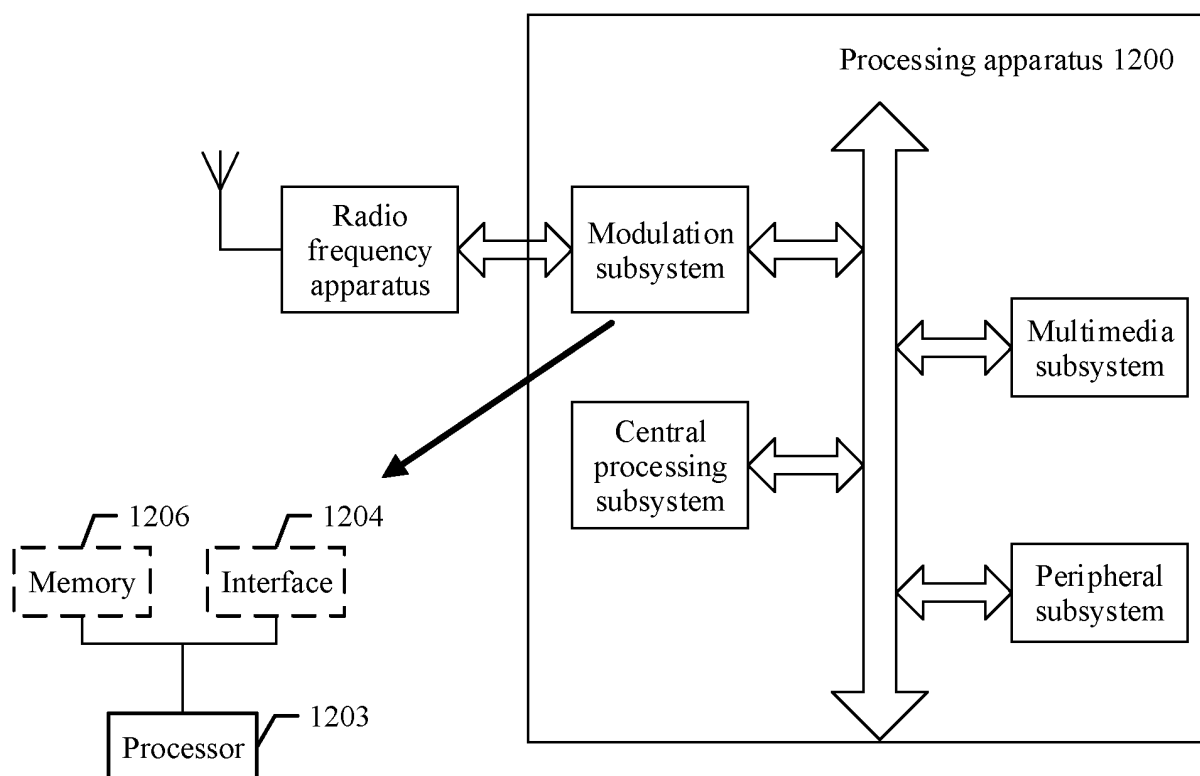 Processing apparatus 1200
Radio
frequency
apparatus
Modulation
subsystem
Multimedia
subsystem
Central
processing
subsystem
1206
1204
Memory
Interface
Peripheral
subsystem
1203
Processor